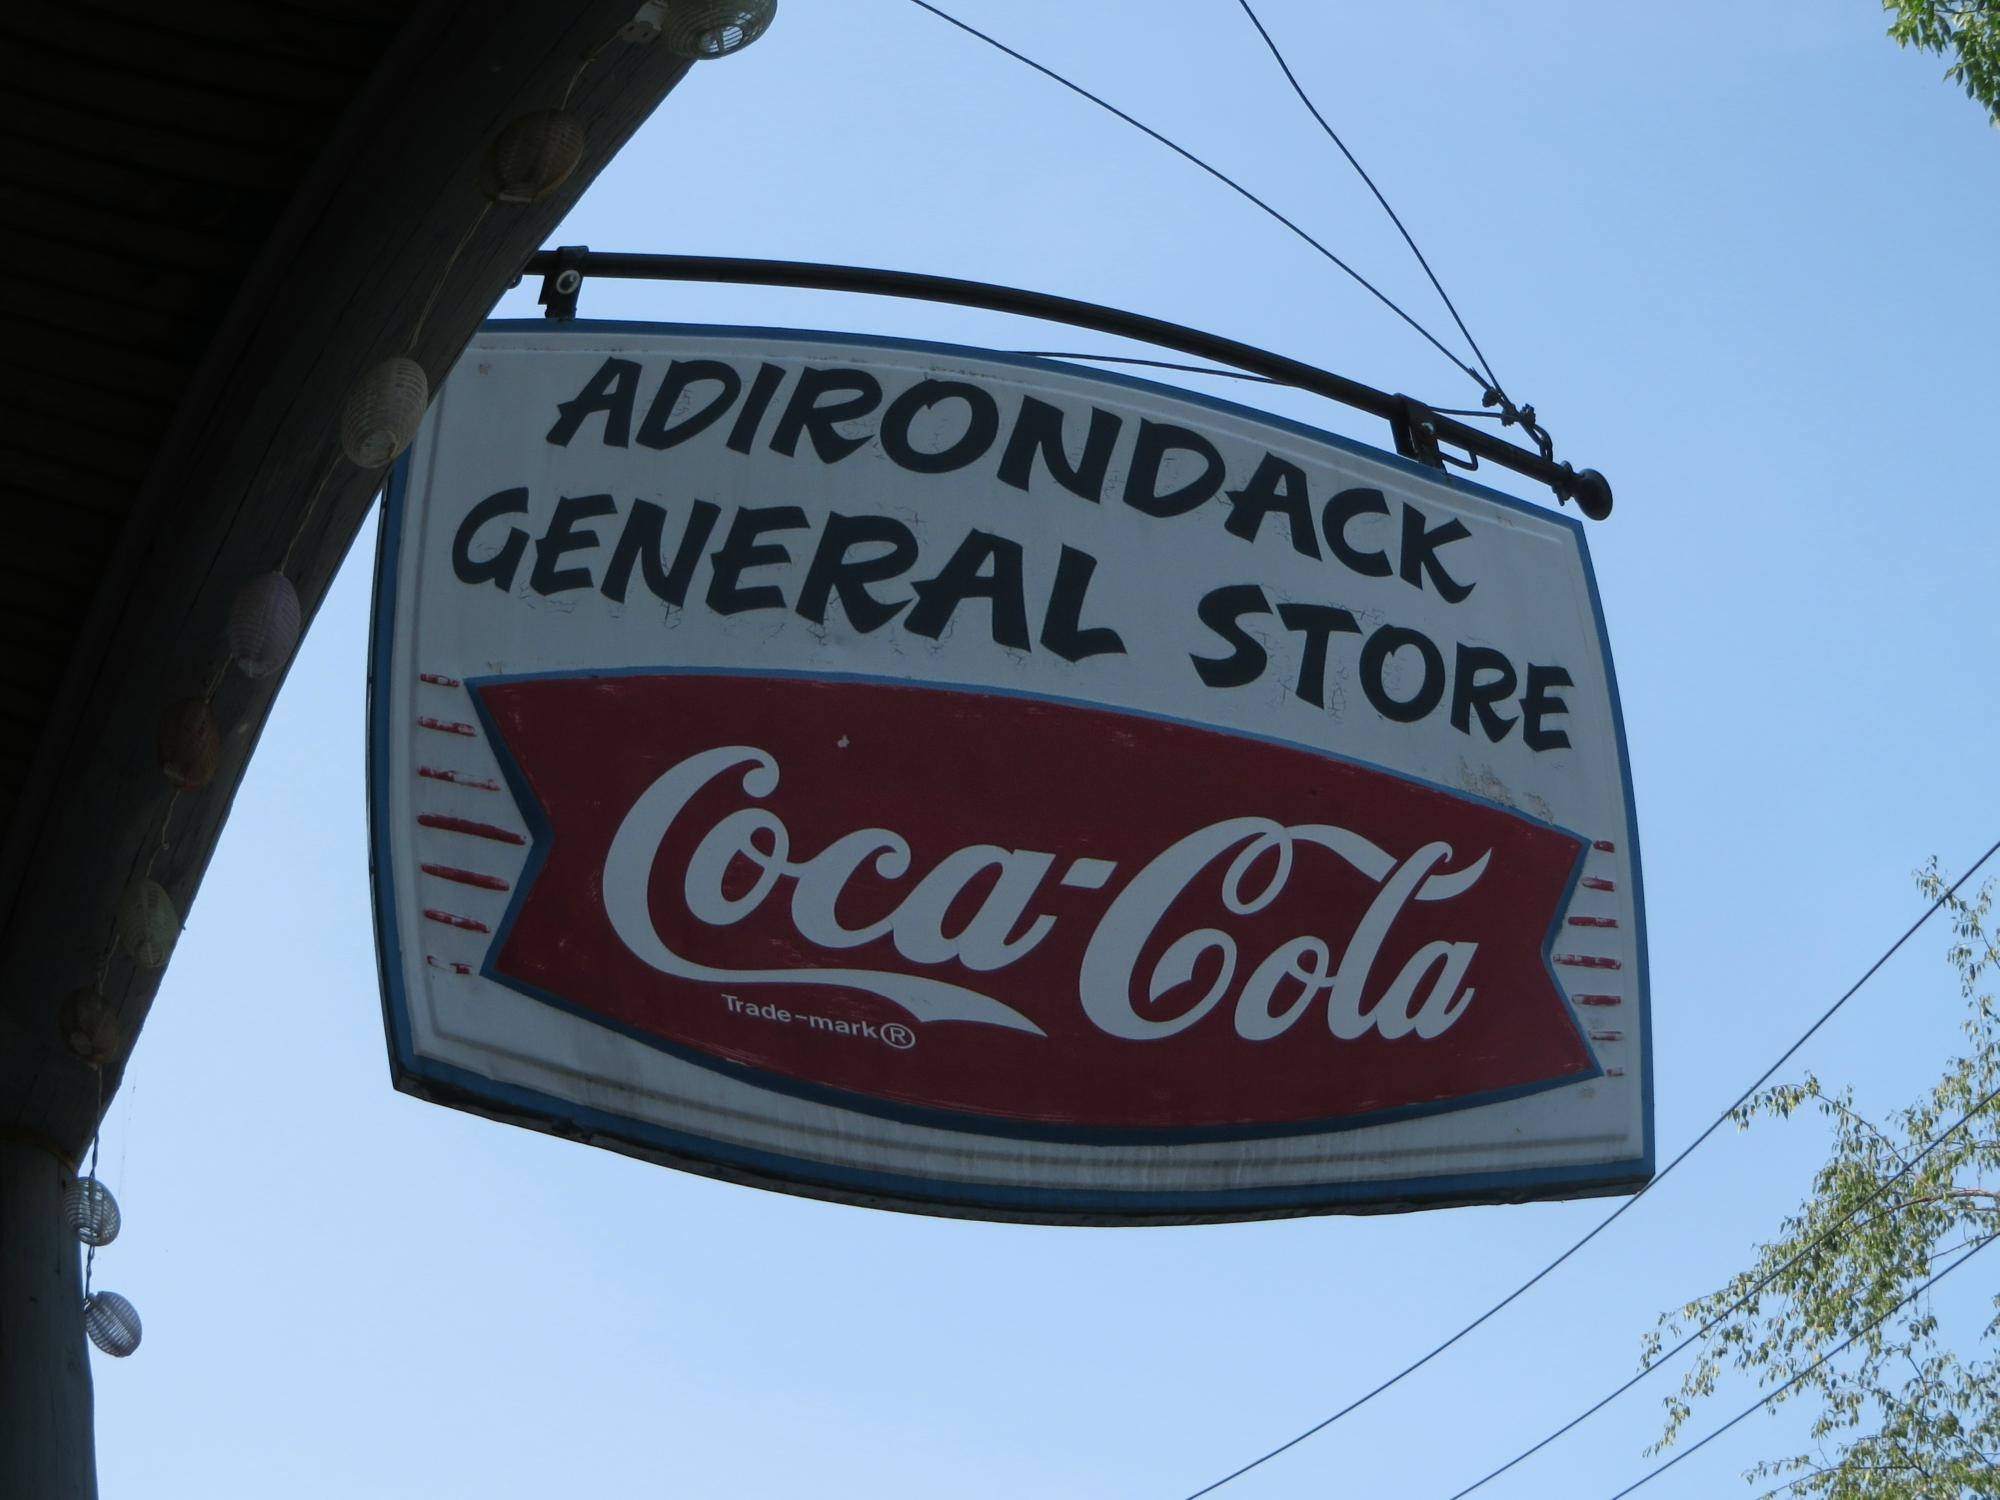 ADIRONDACK
GENERAL STORE
Coca-Cola
Trade-mark®